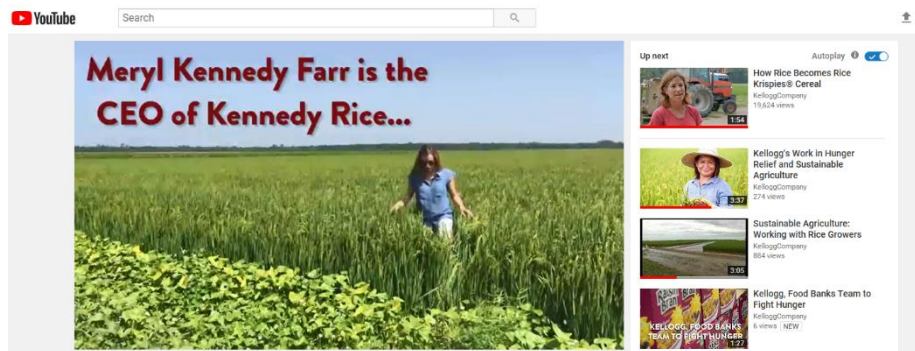 YouTube
Search
Meryl Kennedy Farr is the
CEO of Kennedy Rice...
Up next
Autoplay
How Rice Becomes Rice
Krispies® Cereal
KelloggCompany
19,624 views
1:54
Kellogg's Work in Hunger
Relief and Sustainable
Agriculture
KelloggCompany
274 views
3:37
Sustainable Agriculture:
Working with Rice Growers
KelloggCompany
884 views
3:05
Kellogg, Food Banks Team to
Fight Hunger
KelloggCompany
6 views NEW
KELLOGG, FOOD BANKS
TEAM TO FIGHT HUNGER
1:27